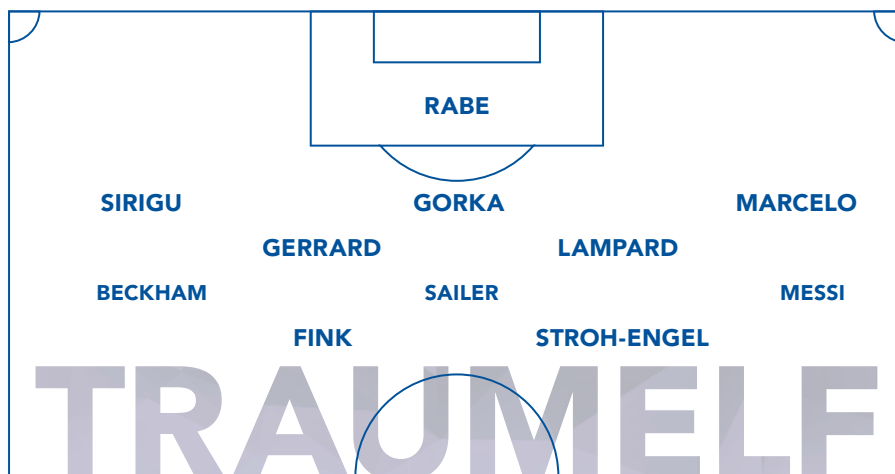 RABE
SIRIGU GORKA MARCELO
GERRARD LAMPARD
BECKHAM SAILER MESSI
FINK STROH-ENGEL
TRAUMELF